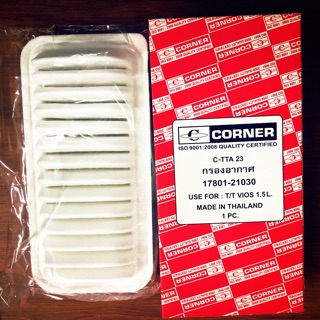 C CORNER
ISO 9001:2008 QUALITY CERTIFIED
C-TTA 23
กรองอากาศ
17801-21030
USE FOR : T/T VIOS 1.5L.
MADE IN THAILAND
1 PC.